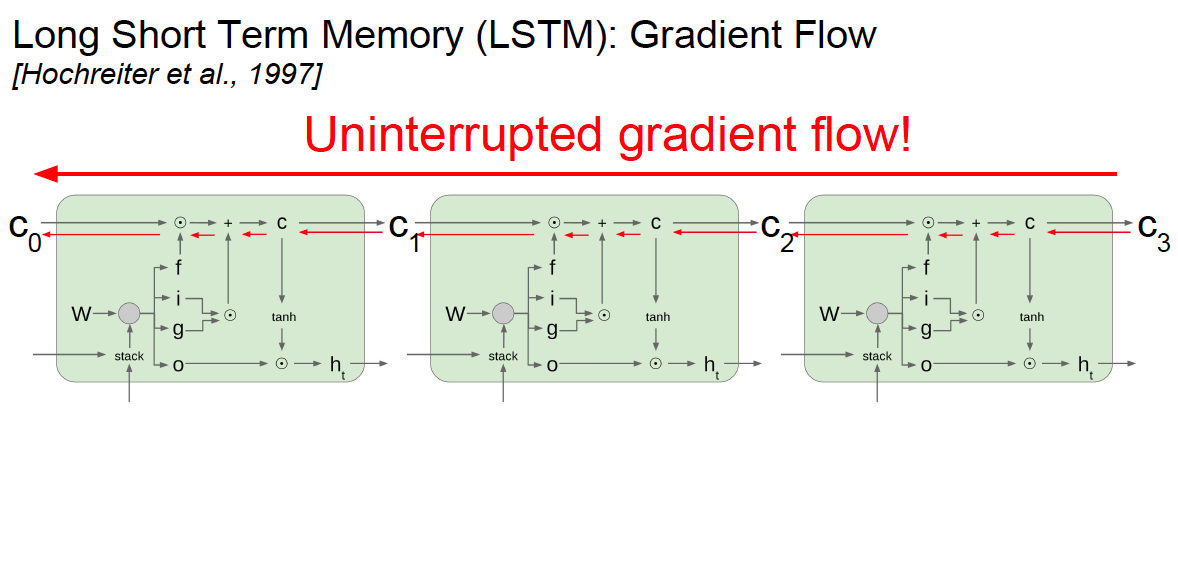 Long Short Term Memory (LSTM): Gradient Flow
[Hochreiter et al., 1997]
Uninterrupted gradient flow!
c0 ☉ + c c1 ☉ + c c2 ☉ + c c3
f f f
i i i
W ☉ tanh W ☉ tanh W ☉ tanh
g g g
stack stack stack
o ☉ ht o ☉ ht o ☉ ht